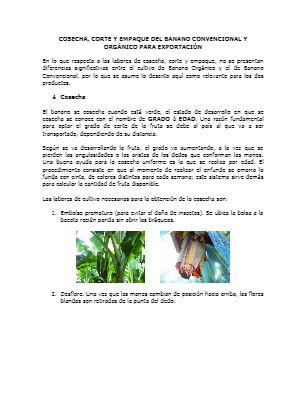 COSECHA, CORTE Y EMPAQUE DEL BANANO CONVENCIONAL Y
ORGÁNICO PARA EXPORTACIÓN
En lo que respecta a las labores de cosecha, corte y empaque, no se presentan
diferencias significativas entre el cultivo de Banano Orgánico y el de Banano
Convencional, por lo que se asume lo descrito aquí como relevante para los dos
productos.
Cosecha
El banano se cosecha cuando está verde, el estado de desarrollo en que se
cosecha se conoce con el nombre de GRADO ó EDAD. Una razón fundamental
para optar el grado de corte de la fruta se debe al país al que va a ser
transportada, dependiendo de su distancia.
Según se va desarrollando la fruta, el grado va aumentando, a la vez que se
pierden las angulosidades o las aristas de los dedos que conforman las manos.
Una buena ayuda para la cosecha uniforme es la que se realiza por edad. El
procedimiento consiste en que al momento de realizar el enfunde se amarra la
funda con cinta, de colores distintos para cada semana; este sistema sirve demás
para calcular la cantidad de fruta disponible.
Las labores de cultivo necesarias para la obtención de la cosecha son:
1. Embolse prematuro (para evitar el daño de insectos). Se ubica la bolsa a la
bacota recién parida sin abrir las brácqueas.
2. Desflore. Una vez que las manos cambian de posición hacia arriba, las flores
blandas son retiradas de la punta del dedo.